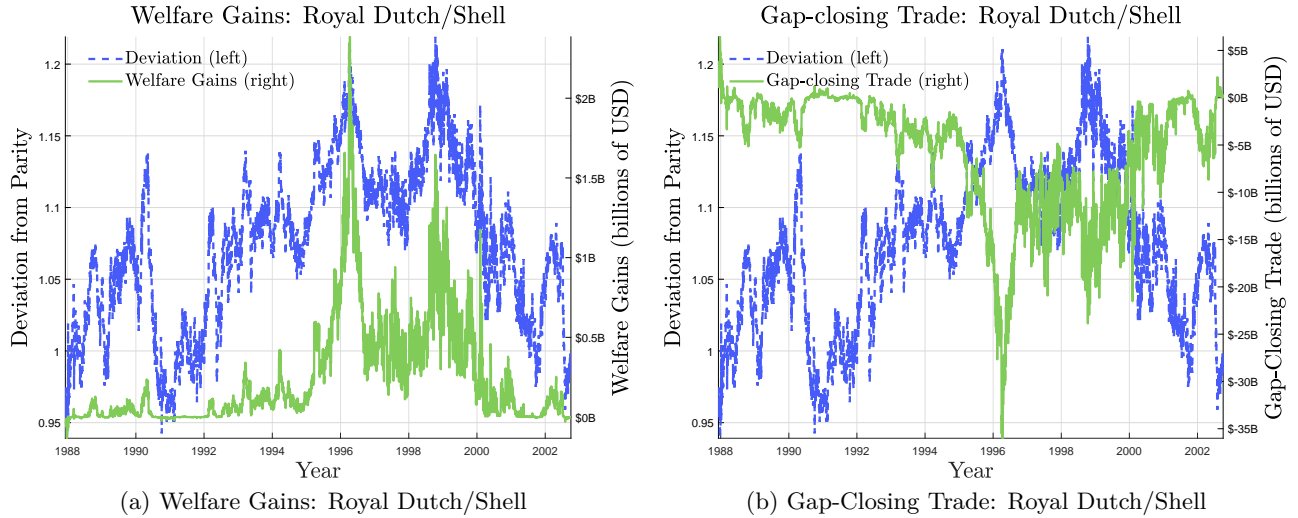 Welfare Gains: Royal Dutch/Shell
Deviation (left)
Welfare Gains (right)
Deviation from Parity
1.2
1.15
1.1
1.05
1
0.95
$2B
$1.5B
$1B
$0.5B
$0B
Welfare Gains (billions of USD)
1988 1990 1992 1994 1996 1998 2000 2002
Year
(a) Welfare Gains: Royal Dutch/Shell
Gap-closing Trade: Royal Dutch/Shell
Deviation (left)
Gap-closing Trade (right)
Deviation from Parity
1.2
1.15
1.1
1.05
1
0.95
$5B
$0B
$-5B
$-10B
$-15B
$-20B
$-25B
$-30B
$-35B
Gap-Closing Trade (billions of USD)
1988 1990 1992 1994 1996 1998 2000 2002
Year
(b) Gap-Closing Trade: Royal Dutch/Shell